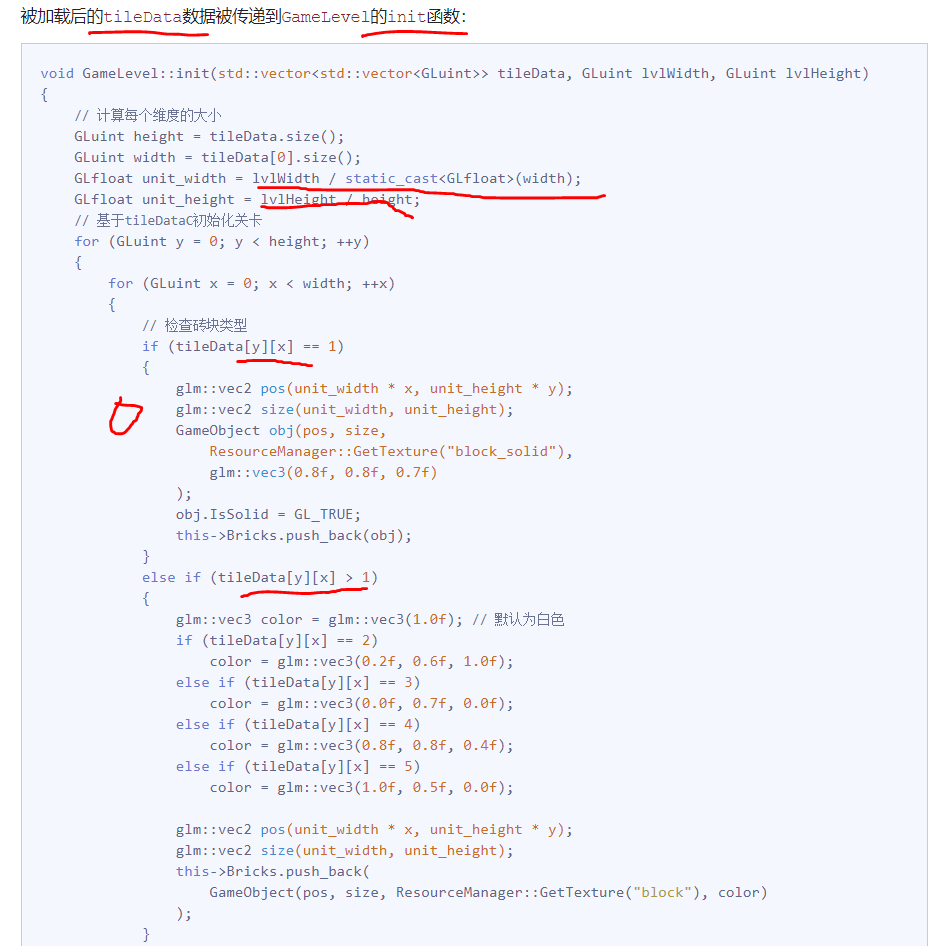 被加载后的tileData数据被传递到GameLevel的init函数：
void GameLevel::init(std::vector<std::vector<GLuint>> tileData, GLuint lvlWidth, GLuint lvlHeight)
{
    // 计算每个维度的大小
    GLuint height = tileData.size();
    GLuint width = tileData[0].size();
    GLfloat unit_width = lvlWidth / static_cast<GLfloat>(width);
    GLfloat unit_height = lvlHeight / height;
    // 基于tileDataC初始化关卡
    for (GLuint y = 0; y < height; ++y)
    {
        for (GLuint x = 0; x < width; ++x)
        {
            // 检查砖块类型
            if (tileData[y][x] == 1)
            {
                glm::vec2 pos(unit_width * x, unit_height * y);
                glm::vec2 size(unit_width, unit_height);
                GameObject obj(pos, size,
                    ResourceManager::GetTexture("block_solid"),
                    glm::vec3(0.8f, 0.8f, 0.7f)
                );
                obj.IsSolid = GL_TRUE;
                this->Bricks.push_back(obj);
            }
            else if (tileData[y][x] > 1)
            {
                glm::vec3 color = glm::vec3(1.0f); // 默认为白色
                if (tileData[y][x] == 2)
                    color = glm::vec3(0.2f, 0.6f, 1.0f);
                else if (tileData[y][x] == 3)
                    color = glm::vec3(0.0f, 0.7f, 0.0f);
                else if (tileData[y][x] == 4)
                    color = glm::vec3(0.8f, 0.8f, 0.4f);
                else if (tileData[y][x] == 5)
                    color = glm::vec3(1.0f, 0.5f, 0.0f);
                glm::vec2 pos(unit_width * x, unit_height * y);
                glm::vec2 size(unit_width, unit_height);
                this->Bricks.push_back(
                    GameObject(pos, size, ResourceManager::GetTexture("block"), color)
                );
            }